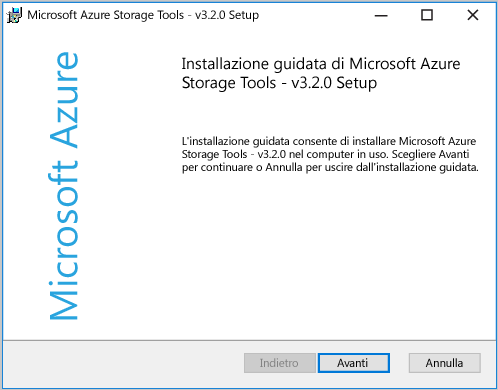 Microsoft Azure Storage Tools - v3.2.0 Setup
Microsoft Azure
Installazione guidata di Microsoft Azure
Storage Tools - v3.2.0 Setup
L'installazione guidata consente di installare Microsoft Azure
Storage Tools - v3.2.0 nel computer in uso. Scegliere Avanti
per continuare o Annulla per uscire dall'installazione guidata.
Indietro
Avanti
Annulla